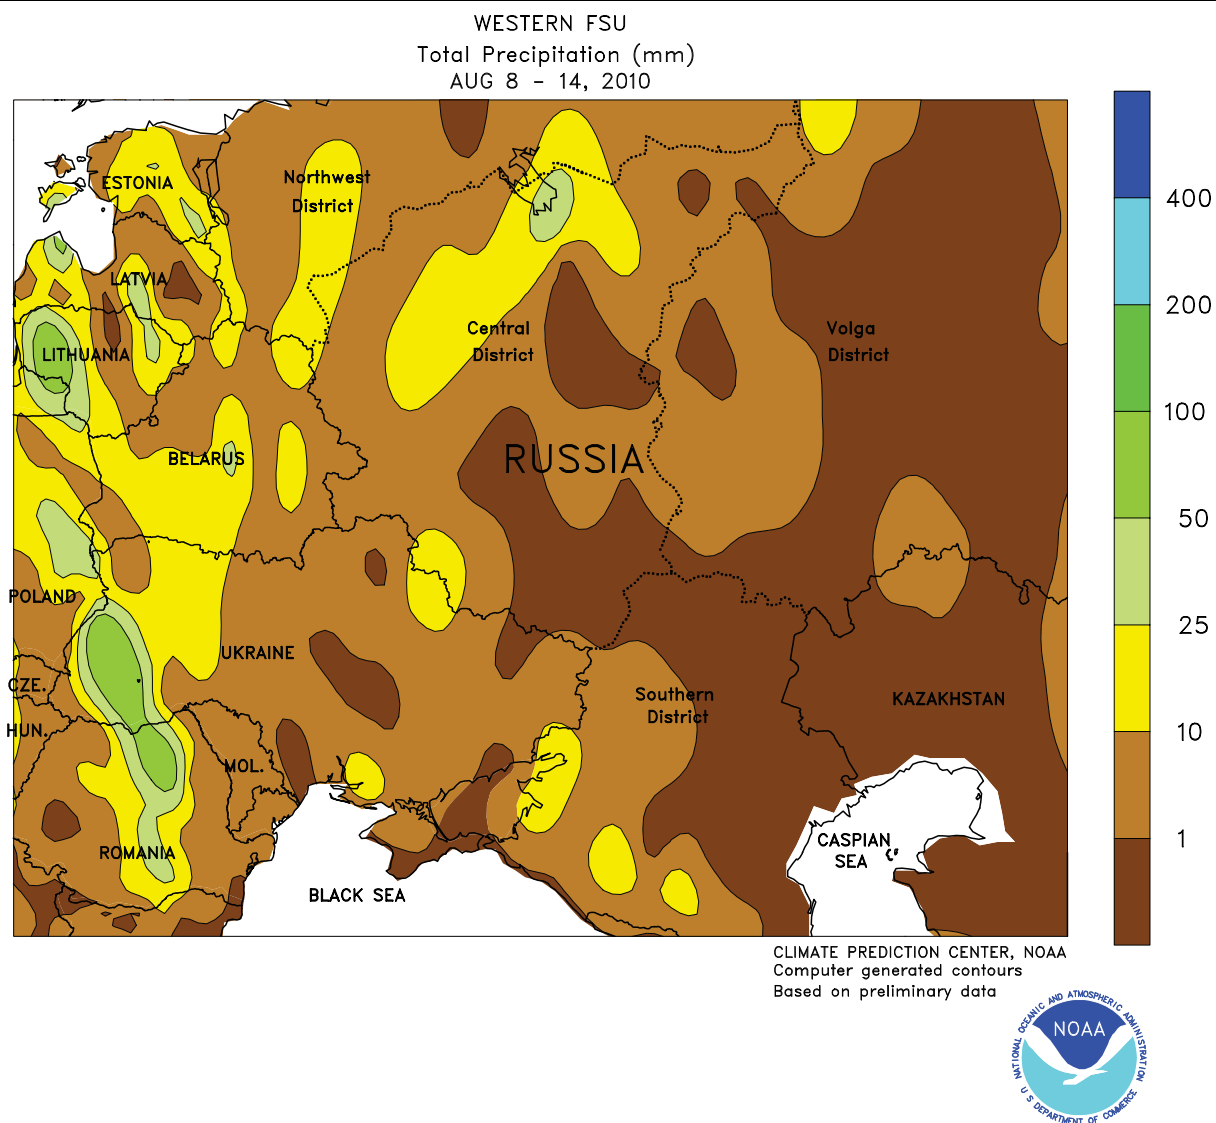 WESTERN FSU
Total Precipitation (mm)
AUG 8 - 14, 2010
ESTONIA
Northwest
District
LATVIA
LITHUANIA
Central
District
Volga
District
BELARUS
RUSSIA
POLAND
UKRAINE
CZE.
Southern
District
KAZAKHSTAN
HUN.
MOL.
ROMANIA
CASPIAN
SEA
BLACK SEA
400
200
100
50
25
10
1
CLIMATE PREDICTION CENTER, NOAA
Computer generated contours
Based on preliminary data
NATIONAL OCEANIC AND ATMOSPHERIC ADMINISTRATION
NOAA
U S DEPARTMENT OF COMMERCE